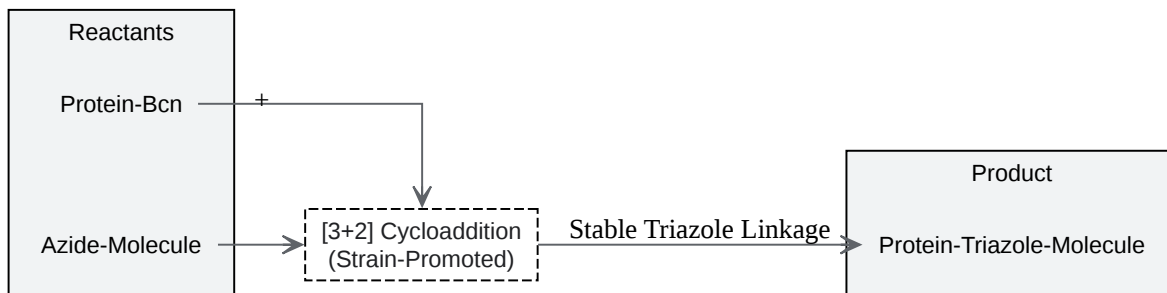 Reactants
Protein-Bcn
+
Azide-Molecule
[3+2] Cycloaddition
(Strain-Promoted)
Stable Triazole Linkage
Product
Protein-Triazole-Molecule